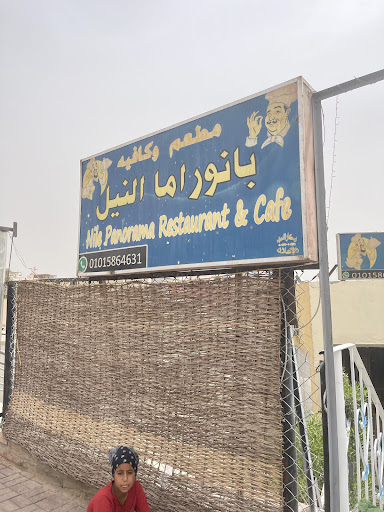 مطعم وكافيه
بانوراما النيل
Nile Panorama Restaurant & Cafe
01015864631